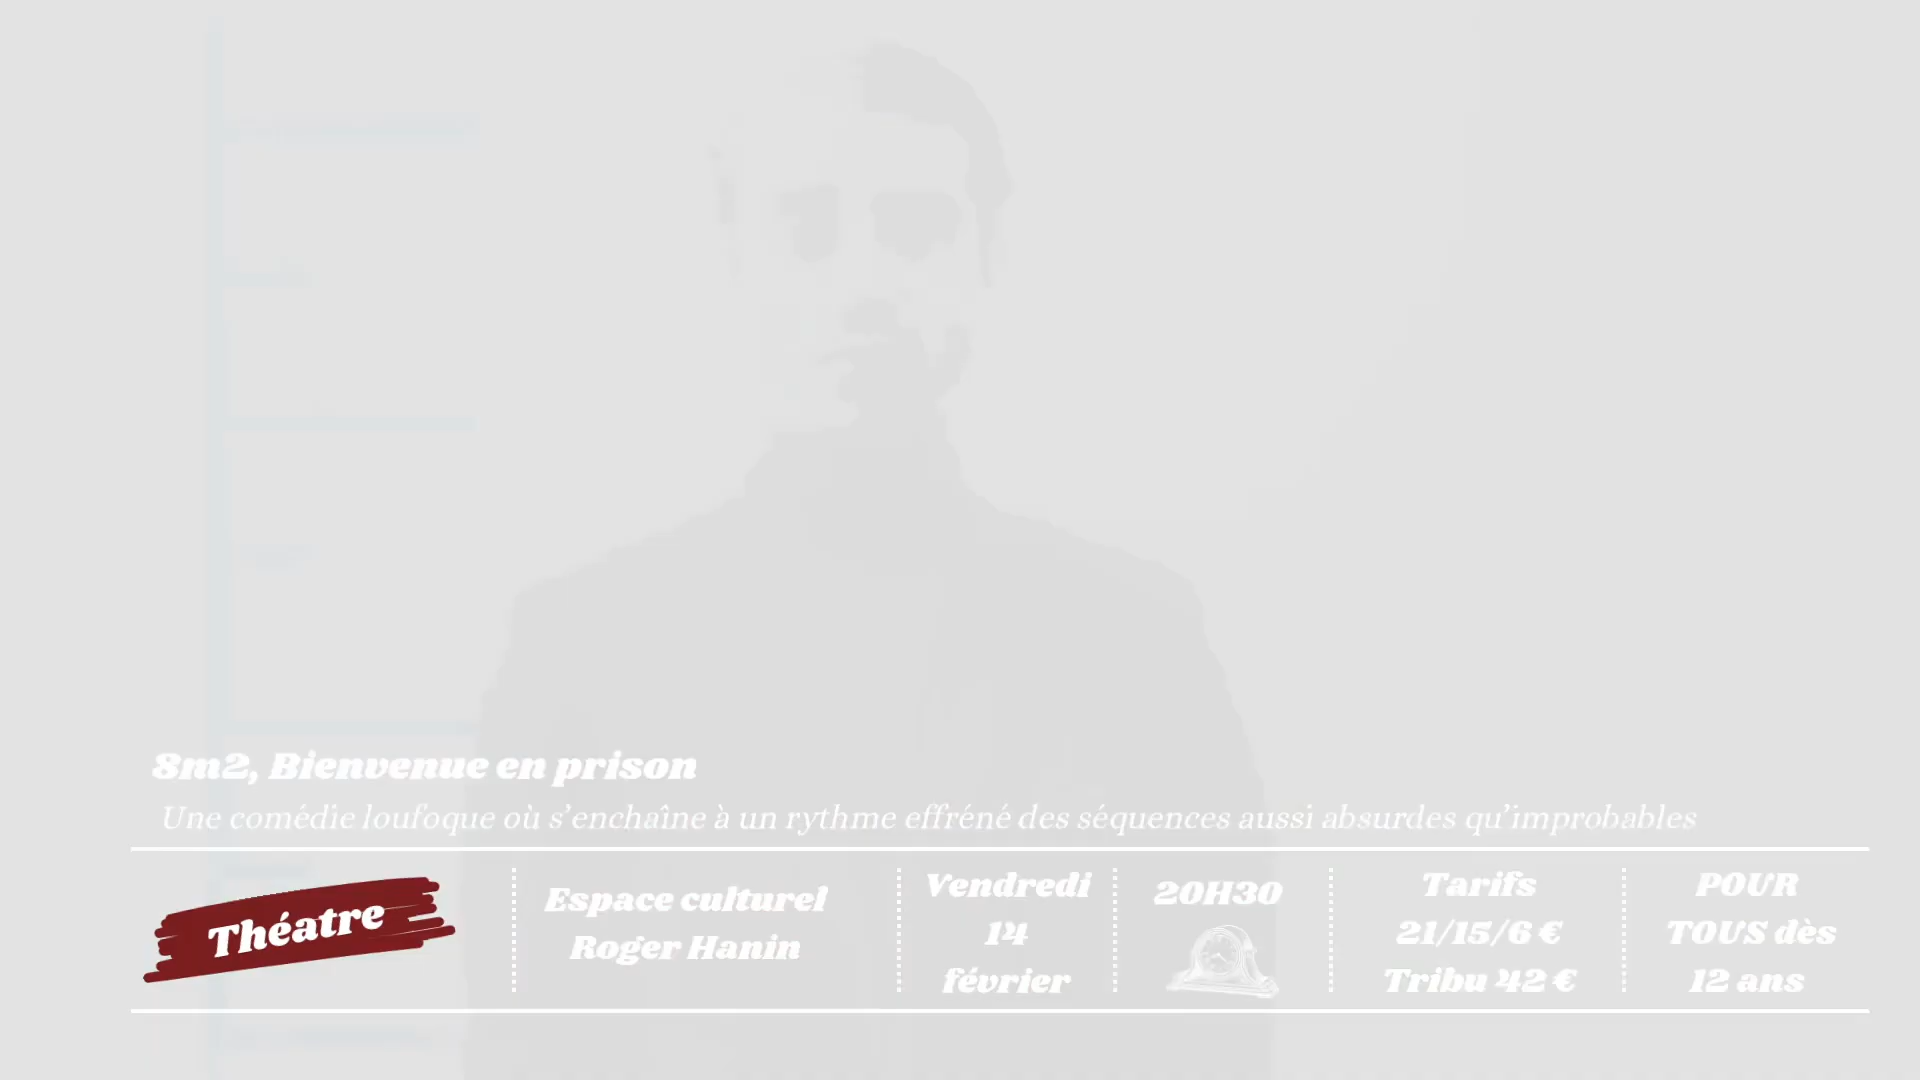 8m2, Bienvenue en prison
Une comédie loufoque où s’enchaîne à un rythme effréné des séquences aussi absurdes qu’improbables
Théatre
Espace culturel
Roger Hanin
Vendredi
14
février
20H30
Tarifs
21/15/6 €
Tribu 42 €
POUR
TOUS dès
12 ans